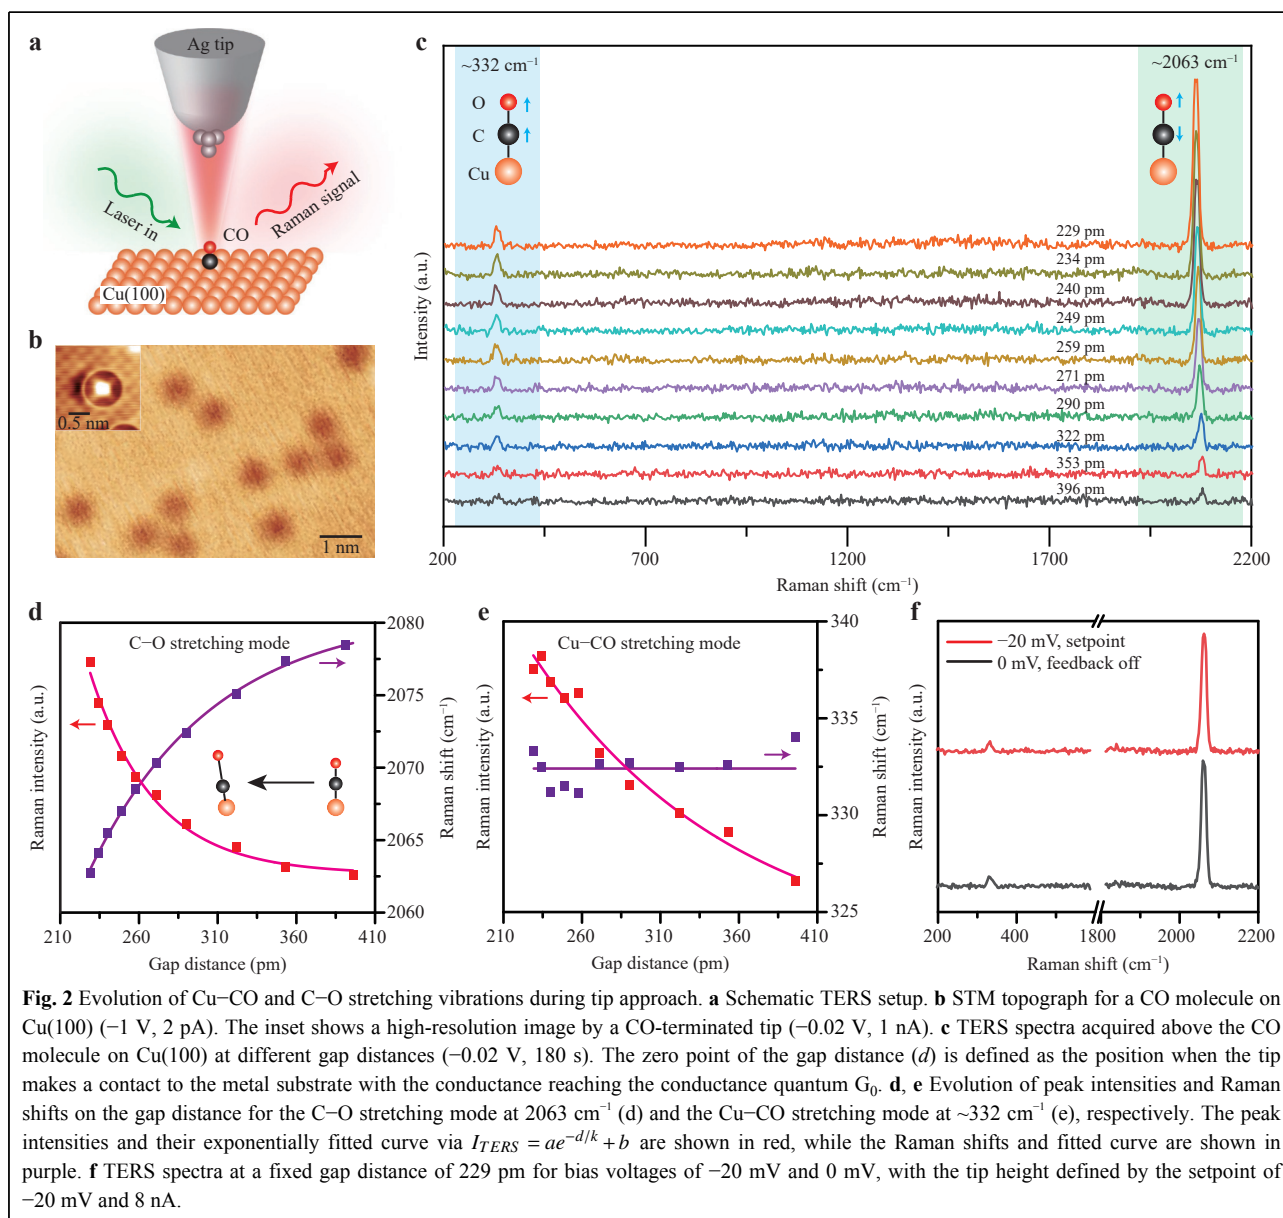 a
Ag tip
Laser in
CO
Raman signal
Cu(100)
b
0.5 nm
1 nm
c
~332 cm⁻¹
~2063 cm⁻¹
O
C
Cu
229 pm
234 pm
240 pm
249 pm
259 pm
271 pm
290 pm
322 pm
353 pm
396 pm
Intensity (a.u.)
200 700 1200 1700 2200
Raman shift (cm⁻¹)
d
C−O stretching mode
2080
2075
2070
2065
2060
Raman intensity (a.u.)
Raman shift (cm⁻¹)
210 260 310 360 410
Gap distance (pm)
e
Cu−CO stretching mode
340
335
330
325
Raman intensity (a.u.)
Raman shift (cm⁻¹)
210 260 310 360 410
Gap distance (pm)
f
−20 mV, setpoint
0 mV, feedback off
Raman intensity (a.u.)
200 400 1800 2000 2200
Raman shift (cm⁻¹)
Fig. 2 Evolution of Cu−CO and C−O stretching vibrations during tip approach. a Schematic TERS setup. b STM topograph for a CO molecule on
Cu(100) (−1 V, 2 pA). The inset shows a high-resolution image by a CO-terminated tip (−0.02 V, 1 nA). c TERS spectra acquired above the CO
molecule on Cu(100) at different gap distances (−0.02 V, 180 s). The zero point of the gap distance (d) is defined as the position when the tip
makes a contact to the metal substrate with the conductance reaching the conductance quantum G₀. d, e Evolution of peak intensities and Raman
shifts on the gap distance for the C−O stretching mode at 2063 cm⁻¹ (d) and the Cu−CO stretching mode at ~332 cm⁻¹ (e), respectively. The peak
intensities and their exponentially fitted curve via I_TERS = ae^{−d/k} + b are shown in red, while the Raman shifts and fitted curve are shown in
purple. f TERS spectra at a fixed gap distance of 229 pm for bias voltages of −20 mV and 0 mV, with the tip height defined by the setpoint of
−20 mV and 8 nA.